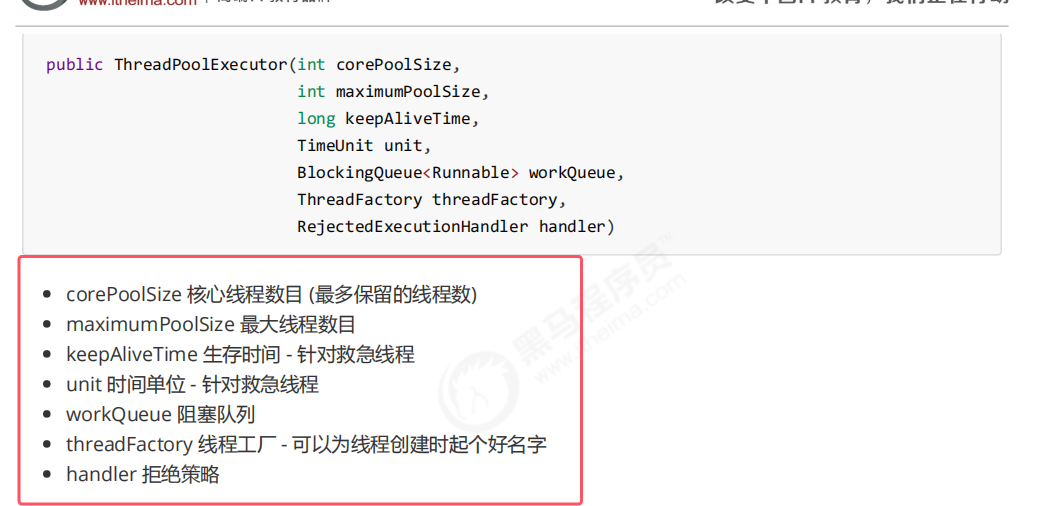 www.itheima.com
public ThreadPoolExecutor(int corePoolSize,
int maximumPoolSize,
long keepAliveTime,
TimeUnit unit,
BlockingQueue<Runnable> workQueue,
ThreadFactory threadFactory,
RejectedExecutionHandler handler)
• corePoolSize 核心线程数目 (最多保留的线程数)
• maximumPoolSize 最大线程数目
• keepAliveTime 生存时间 - 针对救急线程
• unit 时间单位 - 针对救急线程
• workQueue 阻塞队列
• threadFactory 线程工厂 - 可以为线程创建时起个好名字
• handler 拒绝策略
黑马程序员
www.itheima.com